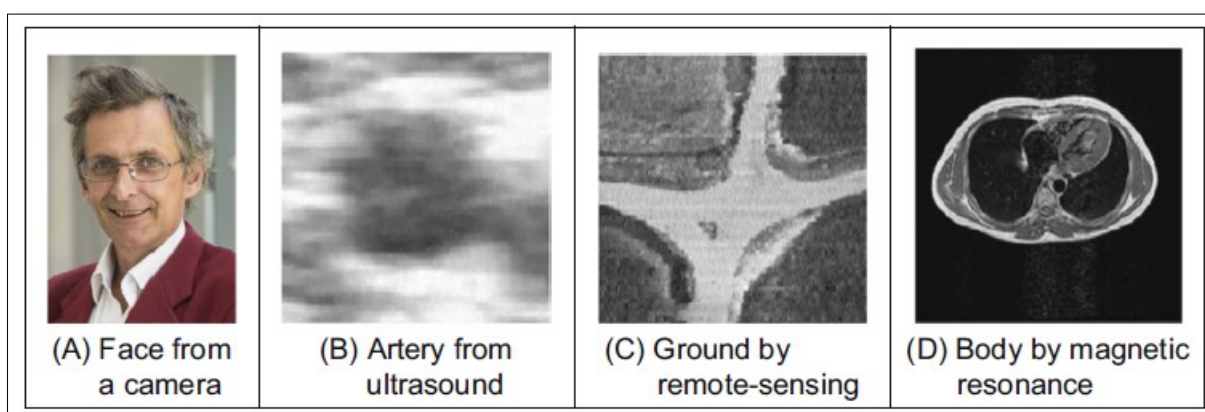 (A) Face from
a camera
(B) Artery from
ultrasound
(C) Ground by
remote-sensing
(D) Body by magnetic
resonance